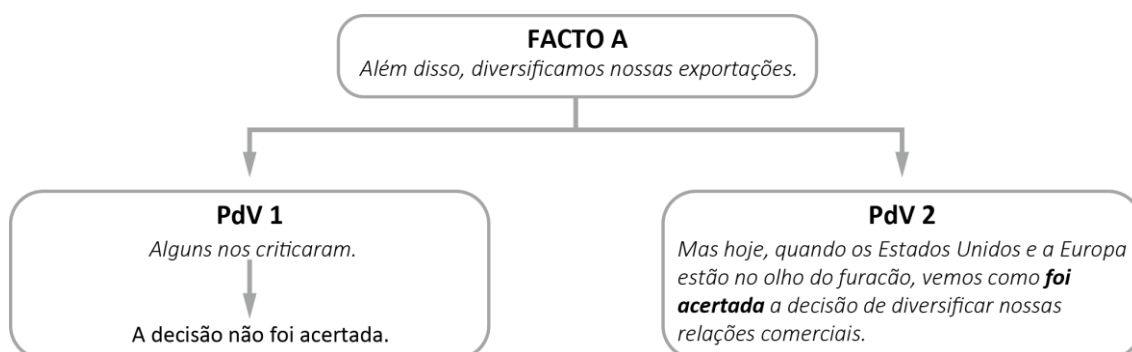 FACTO A
Além disso, diversificamos nossas exportações.
PdV 1
Alguns nos criticaram.
A decisão não foi acertada.
PdV 2
Mas hoje, quando os Estados Unidos e a Europa
estão no olho do furacão, vemos como foi
acertada a decisão de diversificar nossas
relações comerciais.